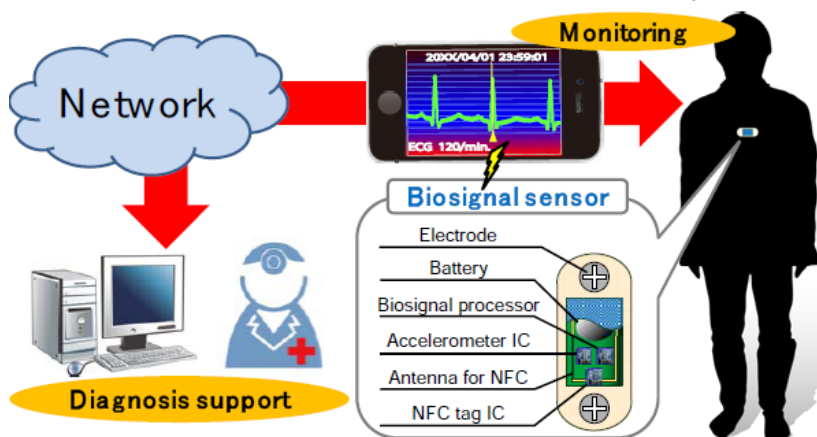 Monitoring
20XX/04/01 23:59:01
Network
ECG 120/min.
Biosignal sensor
Electrode
Battery
Biosignal processor
Accelerometer IC
Antenna for NFC
NFC tag IC
Diagnosis support